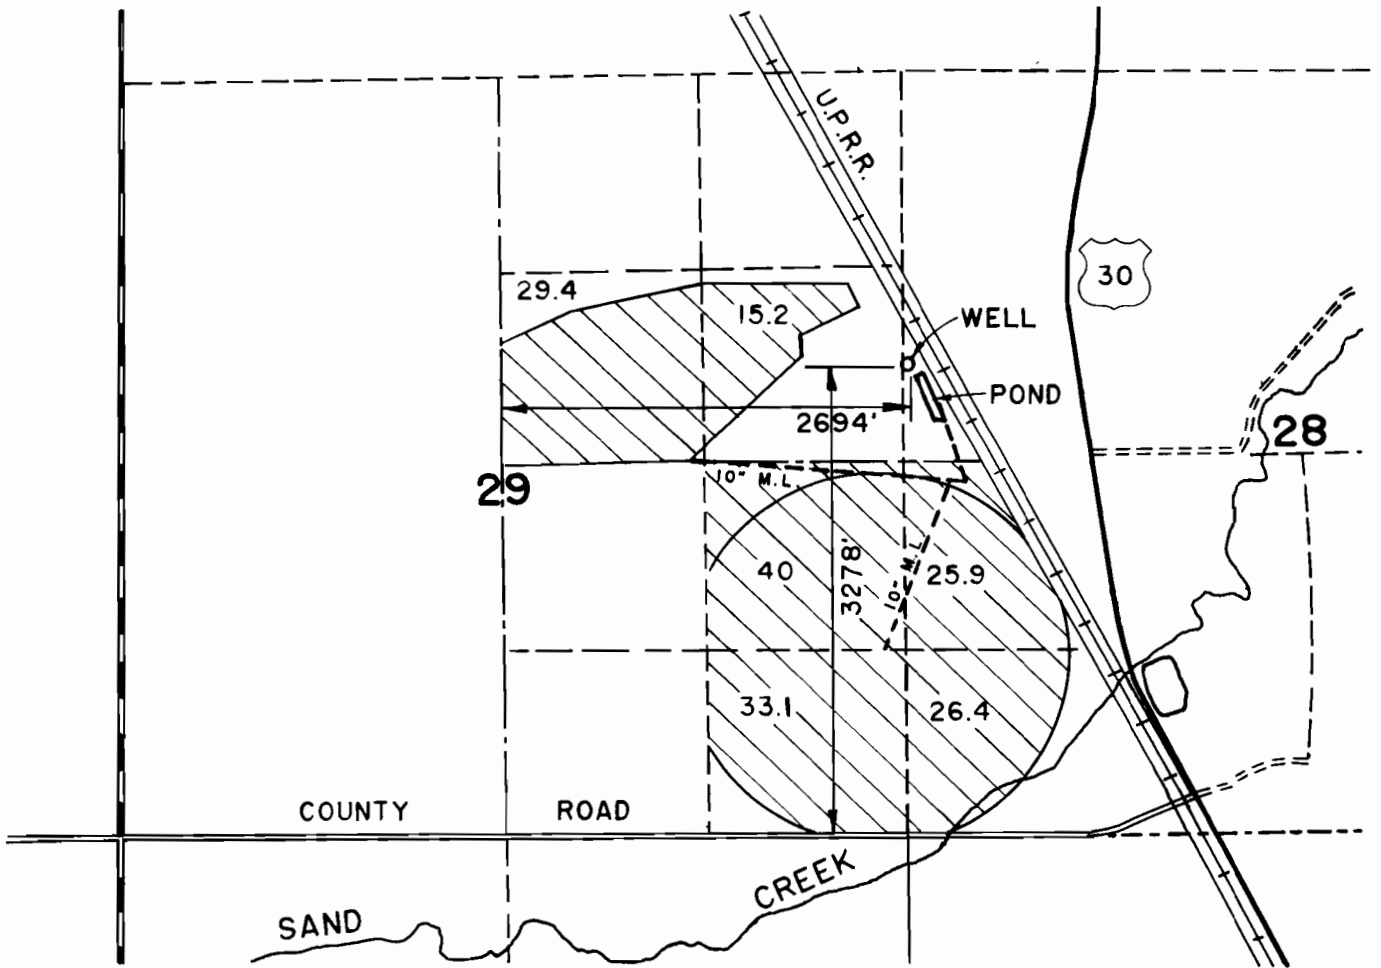 U.P.R.R.
30
29.4
15.2
WELL
POND
2694'
28
29
10" M.L.
40
3278'
10" M.L.
25.9
33.1
26.4
COUNTY ROAD
SAND CREEK